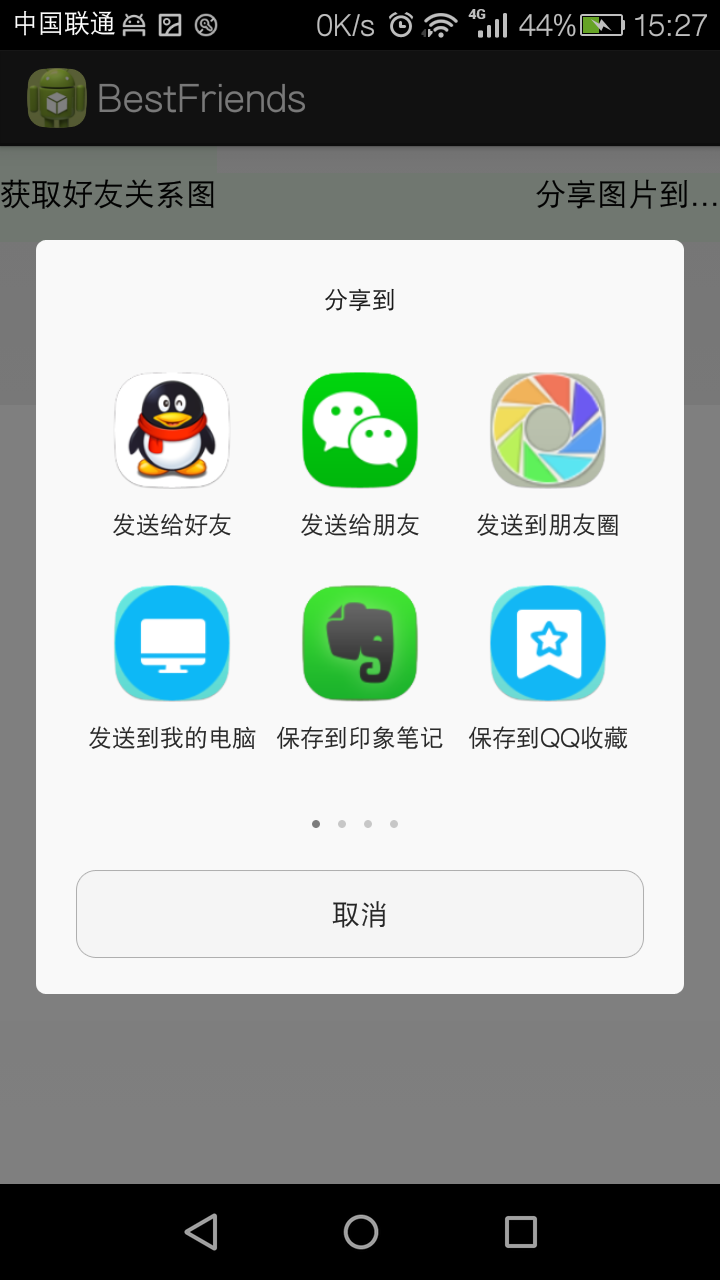 中国联通 0K/s 4G 44% 15:27
BestFriends
获取好友关系图 分享图片到...
分享到
发送给好友 发送给朋友 发送到朋友圈
发送到我的电脑 保存到印象笔记 保存到QQ收藏
取消